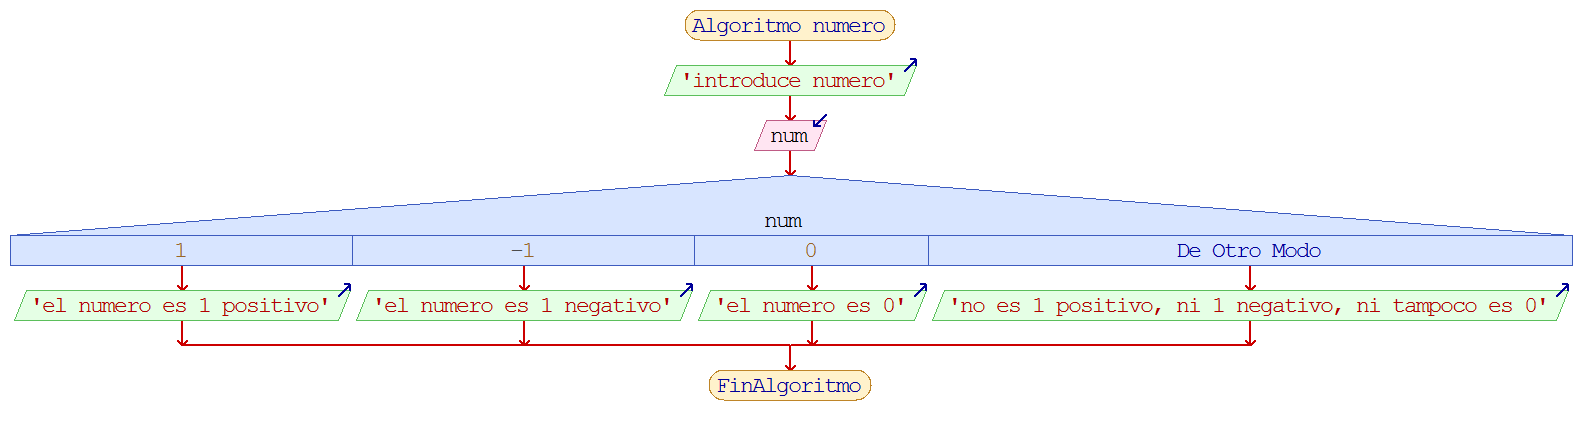 Algoritmo numero
'introduce numero'
num
num
1 -1 0 De Otro Modo
'el numero es 1 positivo' 'el numero es 1 negativo' 'el numero es 0' 'no es 1 positivo, ni 1 negativo, ni tampoco es 0'
FinAlgoritmo